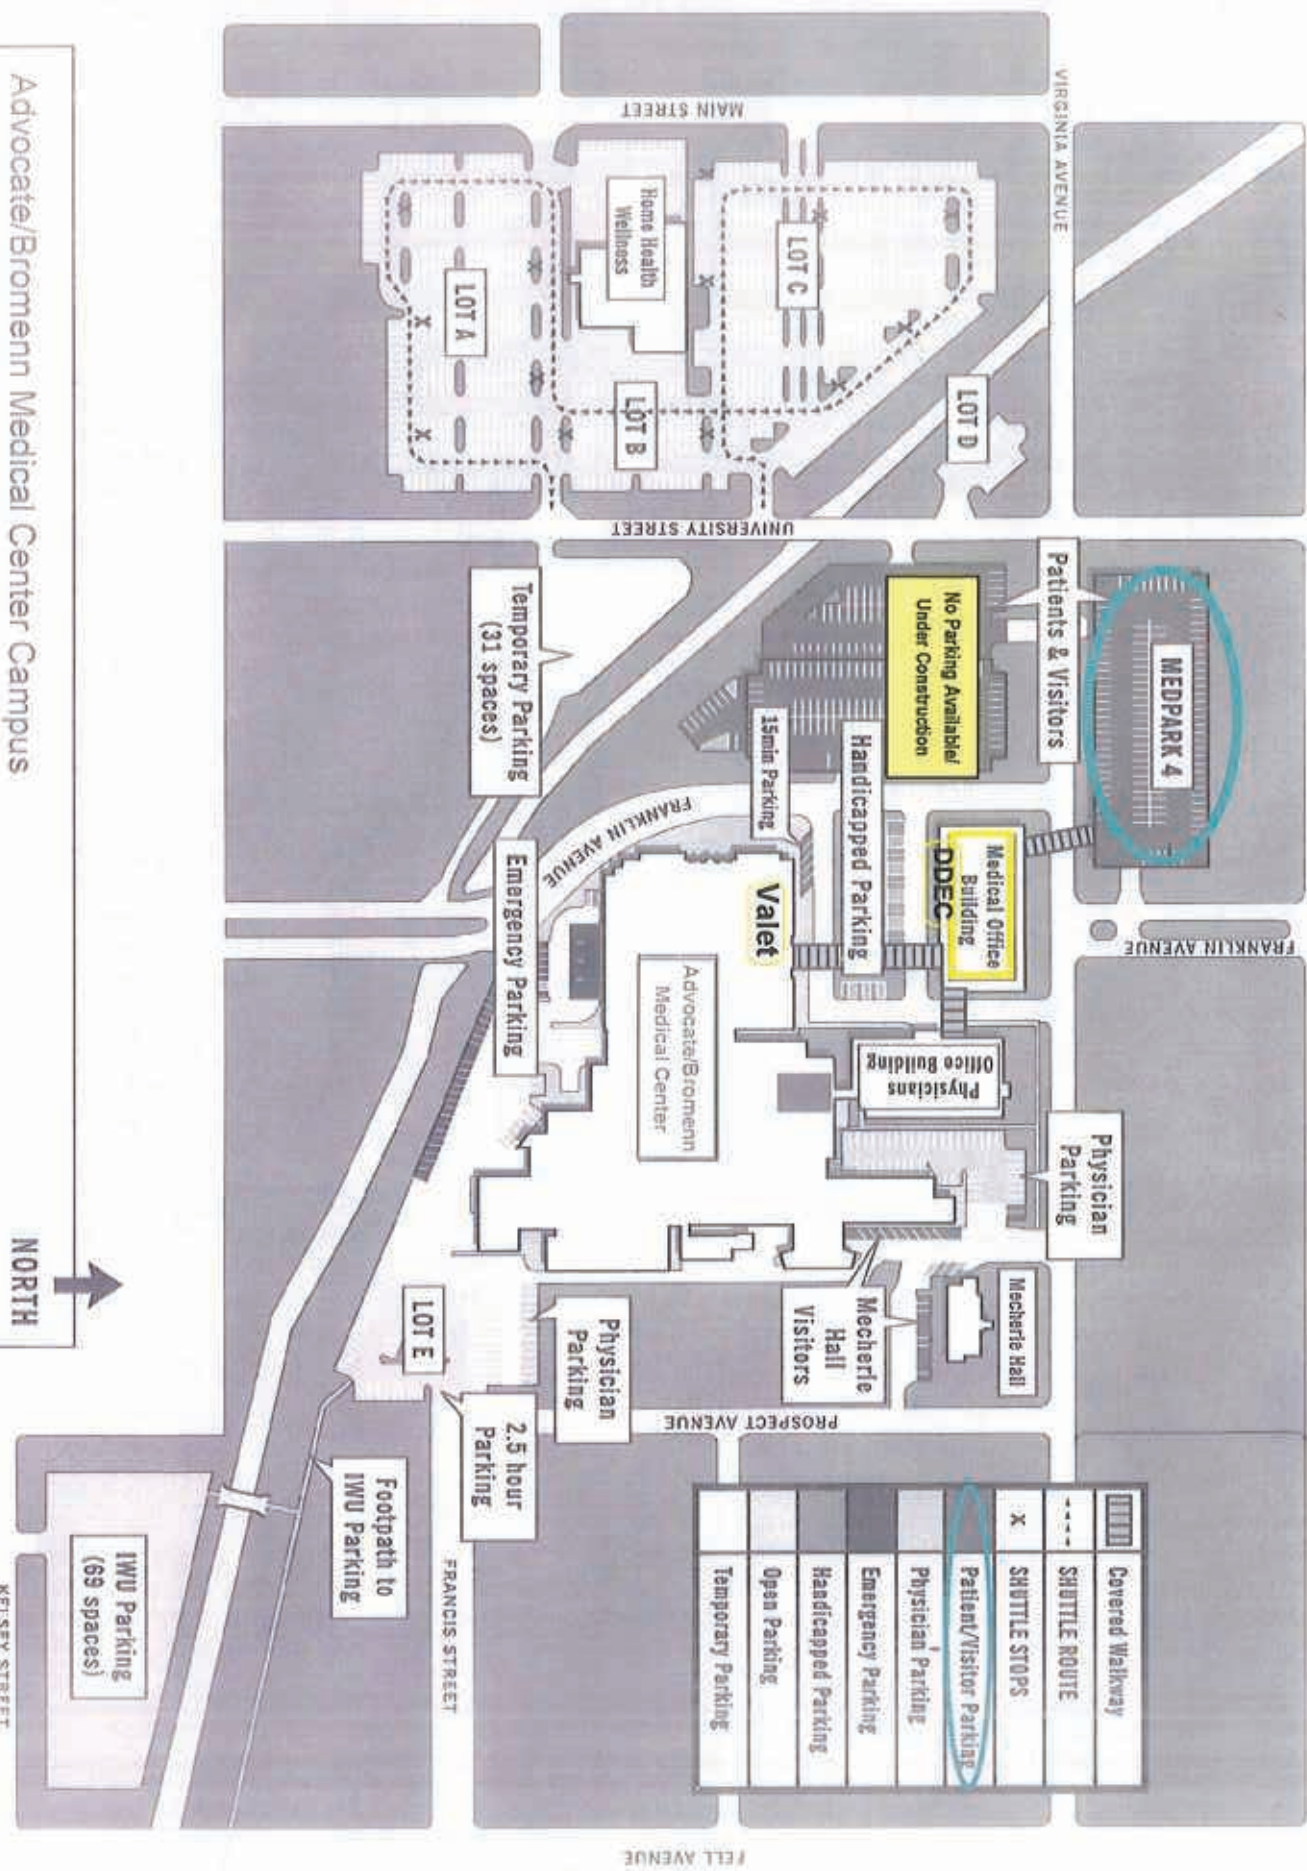 Advocate/Bromenn Medical Center Campus
NORTH
VIRGINIA AVENUE
MAIN STREET
Home Health
Wellness
LOT C
LOT A
LOT B
LOT D
UNIVERSITY STREET
Patients & Visitors
MEDPARK 4
No Parking Available/
Under Construction
Temporary Parking
(31 spaces)
15min Parking
Handicapped Parking
Medical Office
Building
DDEC
FRANKLIN AVENUE
FRANKLIN AVENUE
Emergency Parking
Valet
Advocate/Bromenn
Medical Center
Physicians
Office Building
Physician
Parking
Mecherle
Hall
Visitors
Mecherle Hall
Physician
Parking
LOT E
2.5 hour
Parking
PROSPECT AVENUE
Footpath to
IWU Parking
FRANCIS STREET
IWU Parking
(69 spaces)
KELSEY STREET
FELL AVENUE
Covered Walkway
SHUTTLE ROUTE
X SHUTTLE STOPS
Patient/Visitor Parking
Physician Parking
Emergency Parking
Handicapped Parking
Open Parking
Temporary Parking